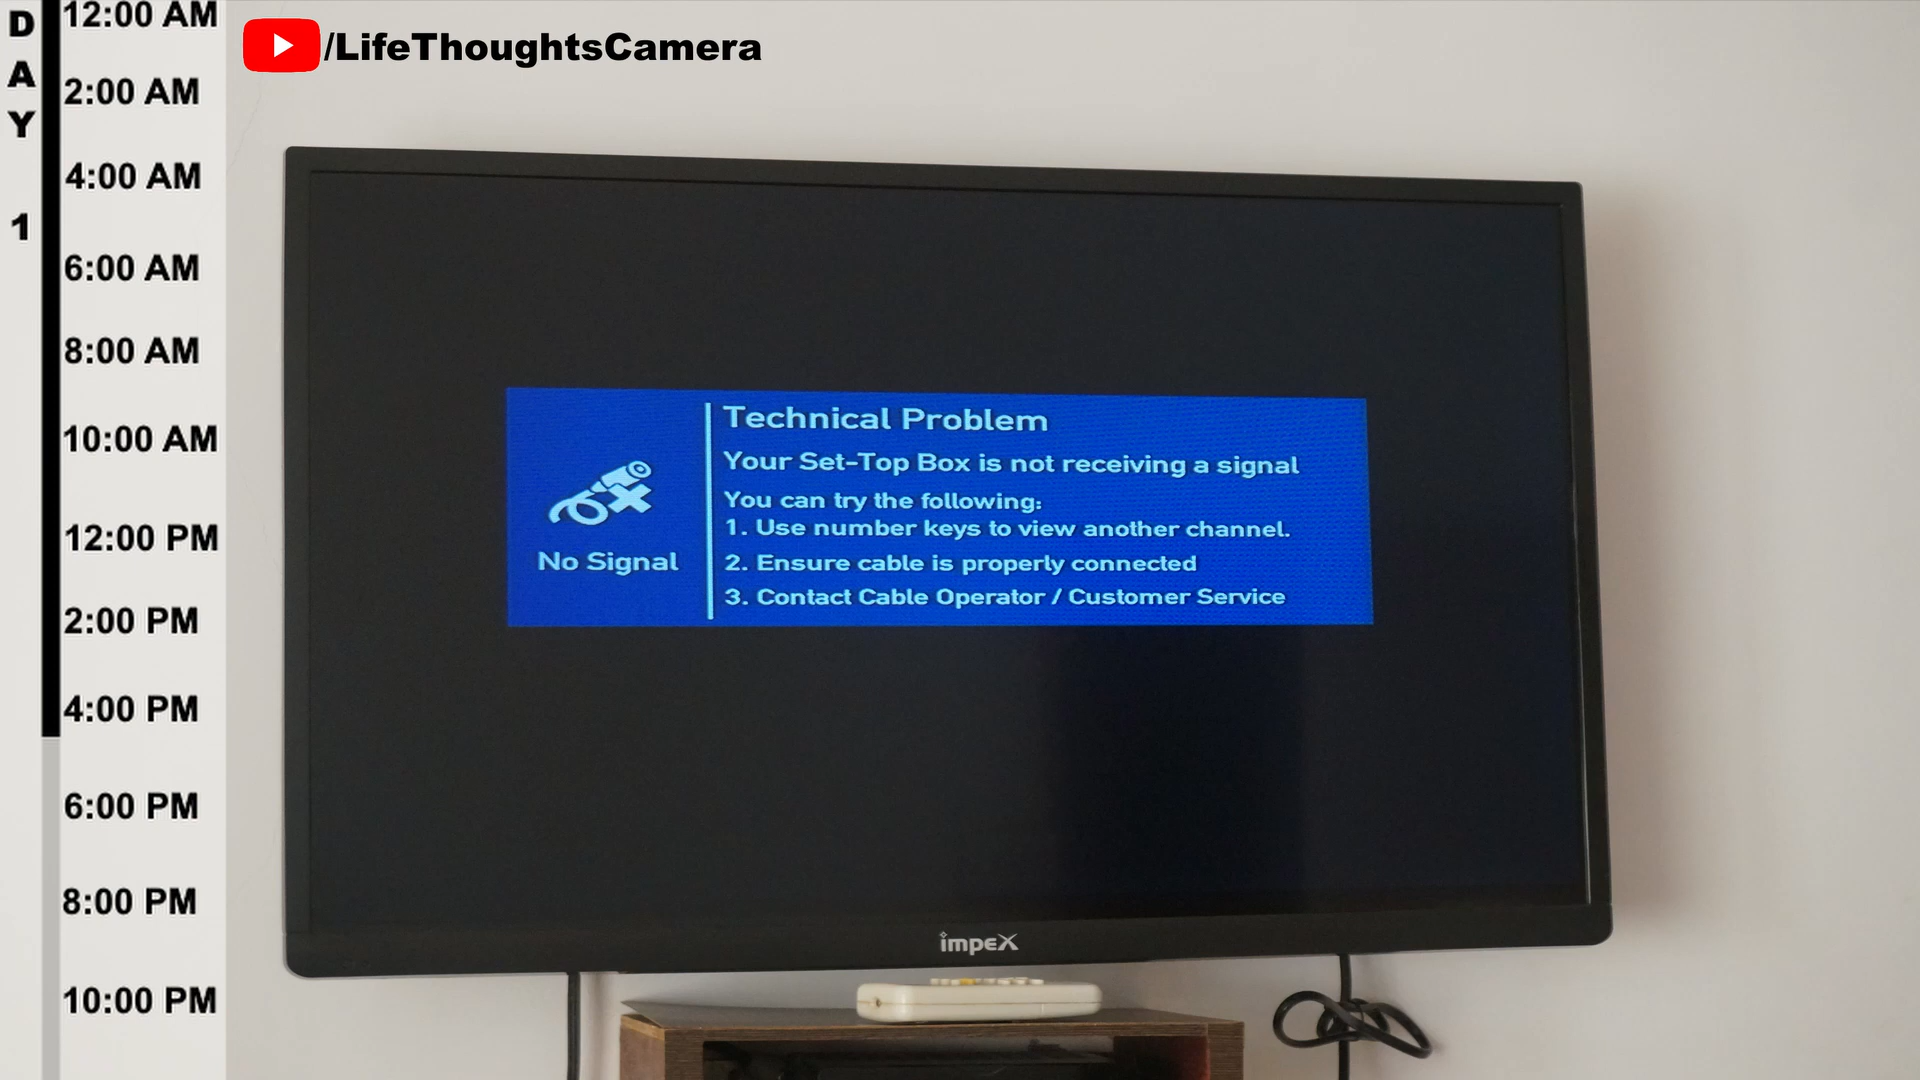 DAY 1
12:00 AM
2:00 AM
4:00 AM
6:00 AM
8:00 AM
10:00 AM
12:00 PM
2:00 PM
4:00 PM
6:00 PM
8:00 PM
10:00 PM
/LifeThoughtsCamera
Technical Problem
Your Set-Top Box is not receiving a signal
You can try the following:
1. Use number keys to view another channel.
2. Ensure cable is properly connected
3. Contact Cable Operator / Customer Service
No Signal
impex